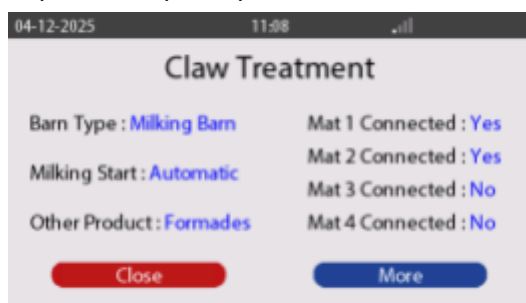 04-12-2025 11:08
Claw Treatment
Barn Type : Milking Barn
Milking Start : Automatic
Other Product : Formades
Mat 1 Connected : Yes
Mat 2 Connected : Yes
Mat 3 Connected : No
Mat 4 Connected : No
Close More